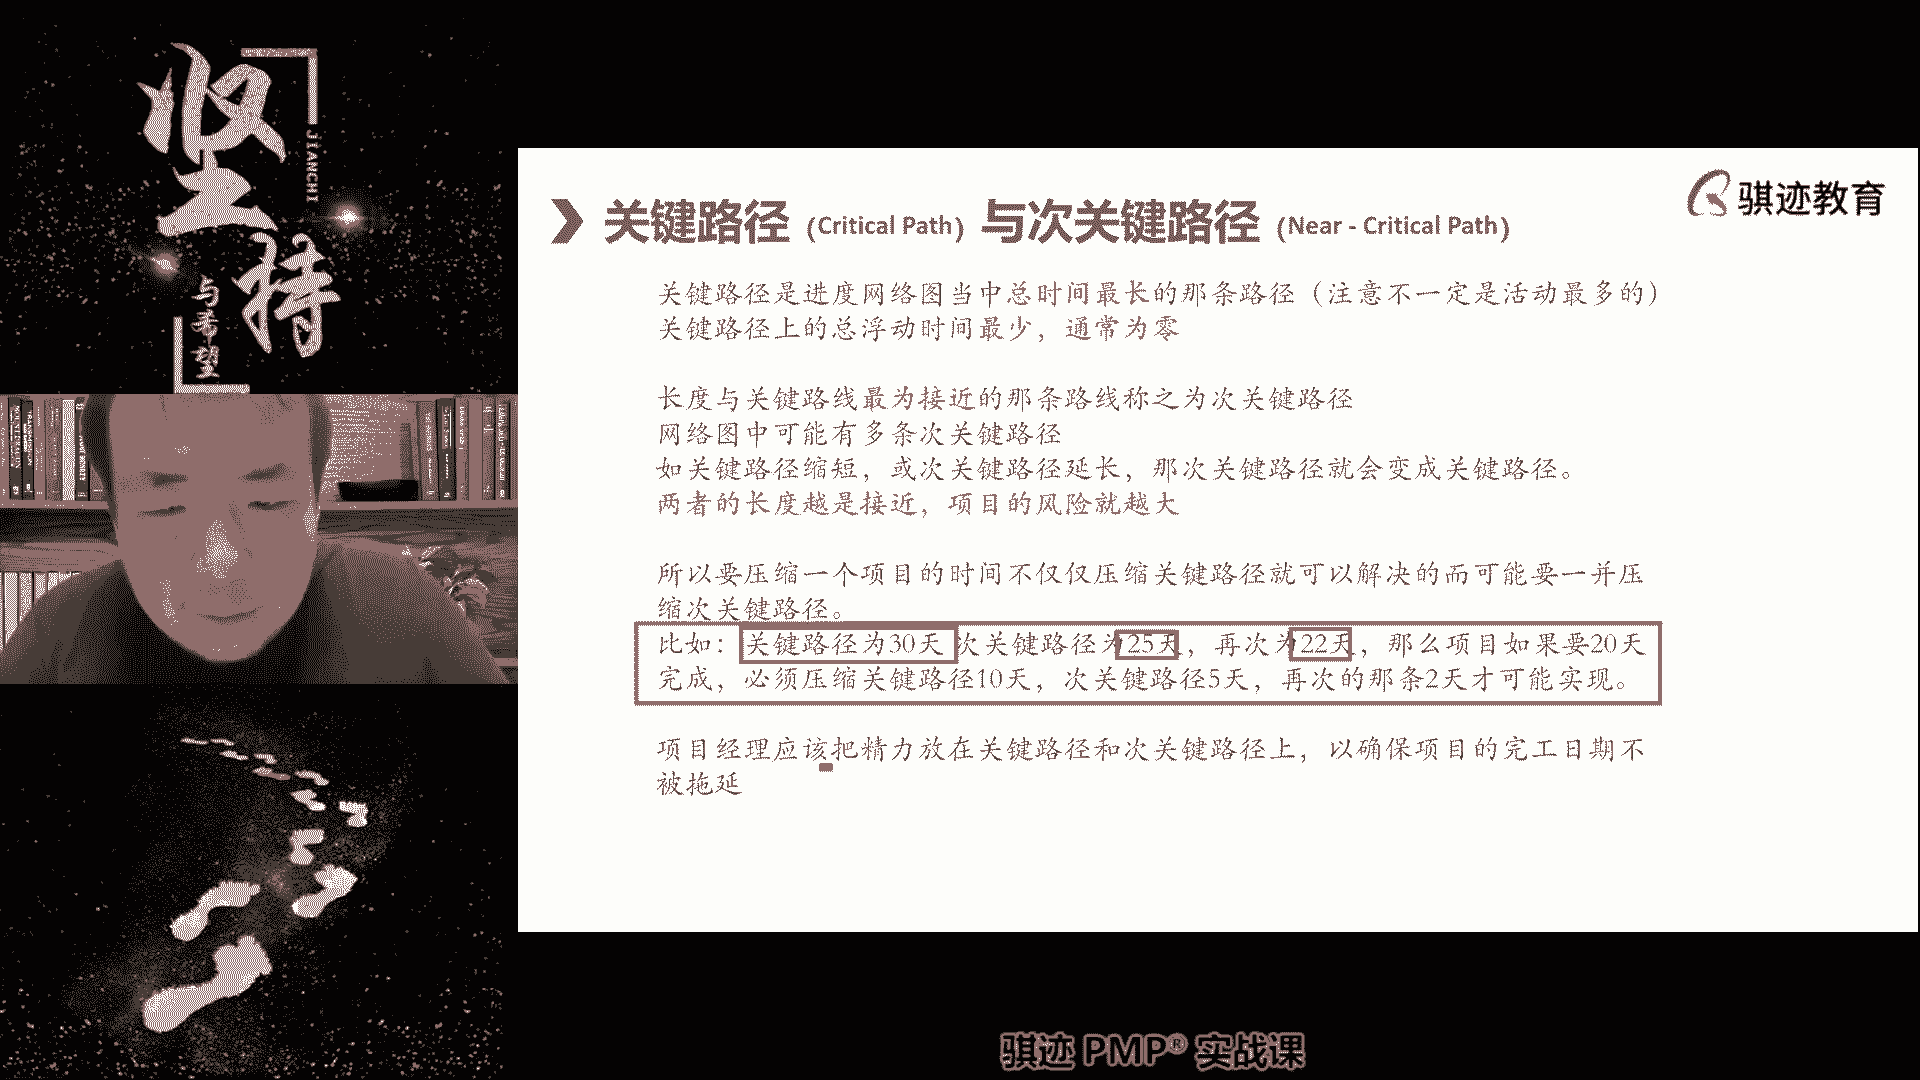 坚持
JIANCHI
与希望
骐迹教育
关键路径 (Critical Path) 与次关键路径 (Near - Critical Path)
关键路径是进度网络图当中总时间最长的那条路径（注意不一定是活动最多的）
关键路径上的总浮动时间最少，通常为零
长度与关键路线最为接近的那条路线称之为次关键路径
网络图中可能有多条次关键路径
如关键路径缩短，或次关键路径延长，那次关键路径就会变成关键路径。
两者的长度越是接近，项目的风险就越大
所以要压缩一个项目的时间不仅仅压缩关键路径就可以解决的而可能要一并压
缩次关键路径。
比如：关键路径为30天 次关键路径为25天，再次为22天，那么项目如果要20天
完成，必须压缩关键路径10天，次关键路径5天，再次的那条2天才可能实现。
项目经理应该把精力放在关键路径和次关键路径上，以确保项目的完工日期不
被拖延
骐迹 PMP® 实战课